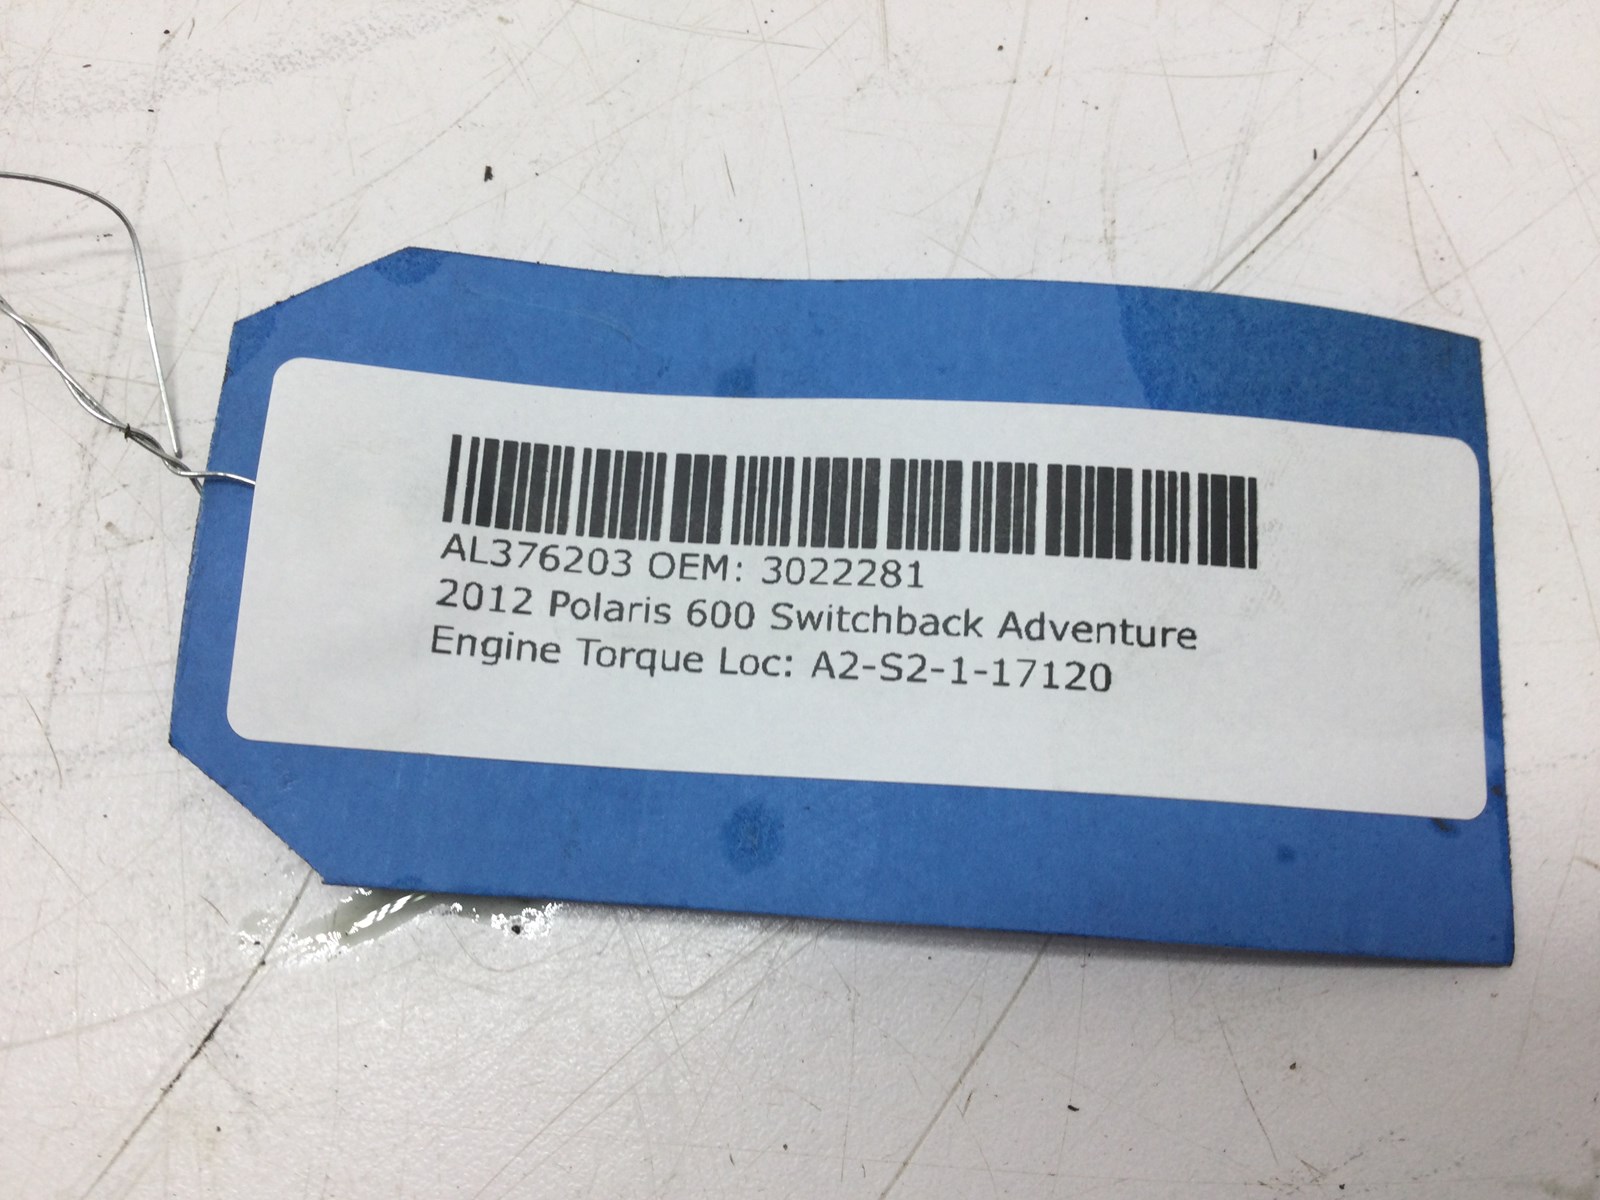 AL376203 OEM: 3022281
2012 Polaris 600 Switchback Adventure
Engine Torque Loc: A2-S2-1-17120